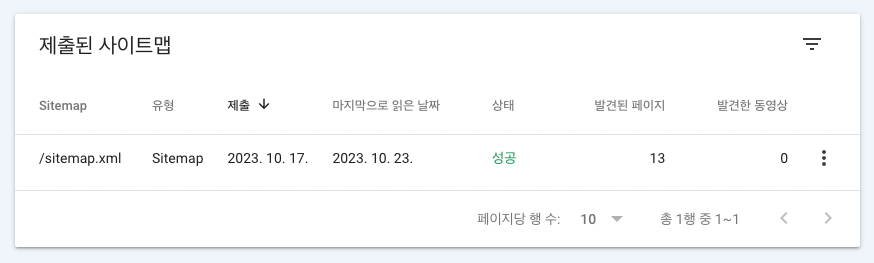 제출된 사이트맵
Sitemap 유형 제출 마지막으로 읽은 날짜 상태 발견된 페이지 발견한 동영상
/sitemap.xml Sitemap 2023. 10. 17. 2023. 10. 23. 성공 13 0
페이지당 행 수: 10 총 1행 중 1~1